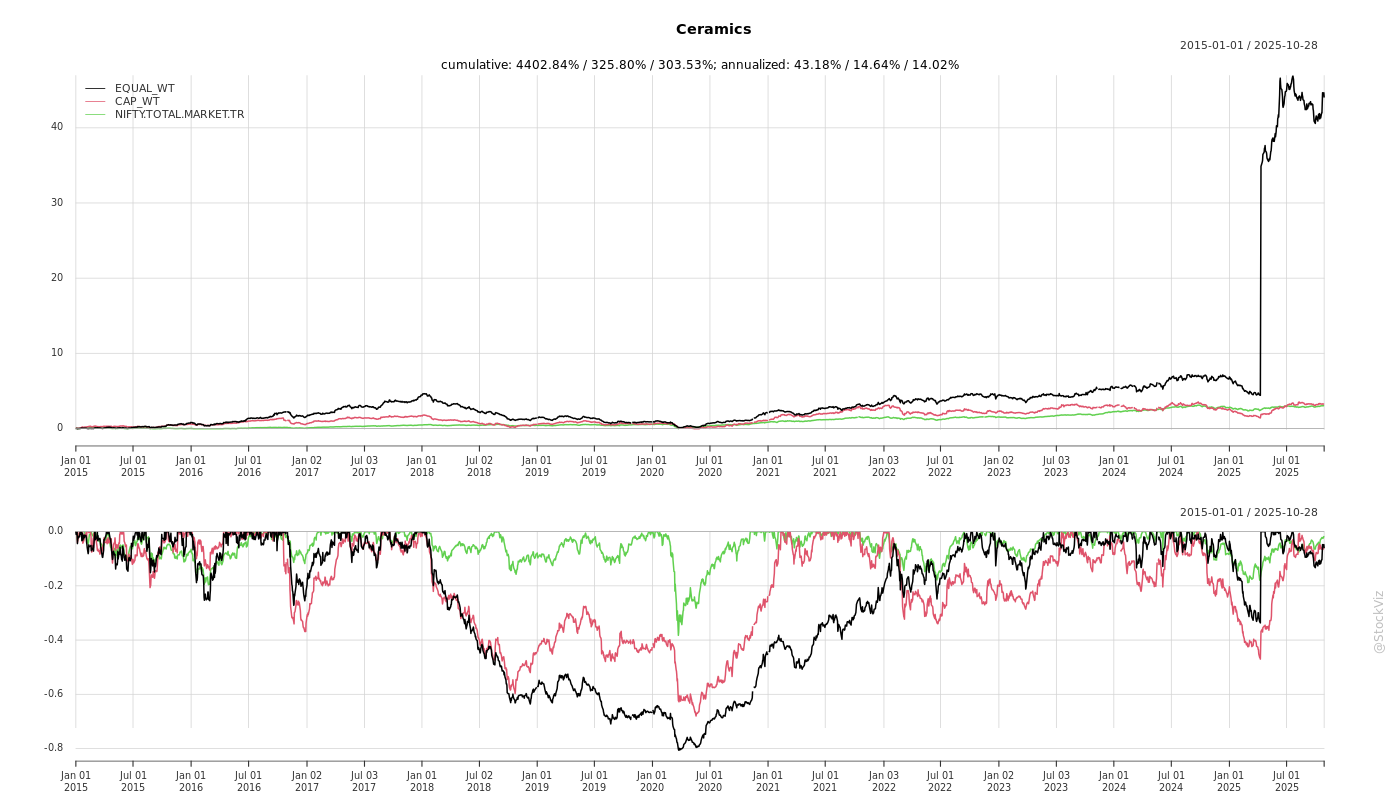 Ceramics
2015-01-01 / 2025-10-28
cumulative: 4402.84% / 325.80% / 303.53%; annualized: 43.18% / 14.64% / 14.02%
EQUAL_WT
CAP_WT
NIFTY.TOTAL.MARKET.TR
40
30
20
10
0
Jan 01 Jul 01 Jan 01 Jul 01 Jan 02 Jul 03 Jan 01 Jul 02 Jan 01 Jul 01 Jan 01 Jul 01 Jan 01 Jul 01 Jan 03 Jul 01 Jan 02 Jul 03 Jan 01 Jul 01 Jan 01 Jul 01
2015 2015 2016 2016 2017 2017 2018 2018 2019 2019 2020 2020 2021 2021 2022 2022 2023 2023 2024 2024 2025 2025
2015-01-01 / 2025-10-28
0.0
-0.2
-0.4
-0.6
-0.8
Jan 01 Jul 01 Jan 01 Jul 01 Jan 02 Jul 03 Jan 01 Jul 02 Jan 01 Jul 01 Jan 01 Jul 01 Jan 01 Jul 01 Jan 03 Jul 01 Jan 02 Jul 03 Jan 01 Jul 01 Jan 01 Jul 01
2015 2015 2016 2016 2017 2017 2018 2018 2019 2019 2020 2020 2021 2021 2022 2022 2023 2023 2024 2024 2025 2025
@StockViz